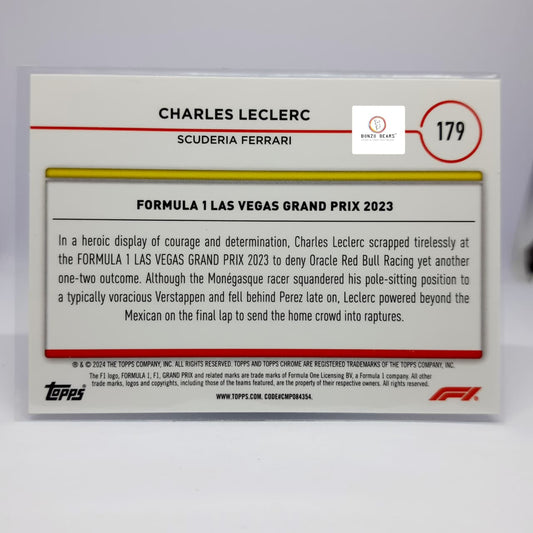 CHARLES LECLERC
SCUDERIA FERRARI
BONZO BEARS
179
FORMULA 1 LAS VEGAS GRAND PRIX 2023
In a heroic display of courage and determination, Charles Leclerc scrapped tirelessly at
the FORMULA 1 LAS VEGAS GRAND PRIX 2023 to deny Oracle Red Bull Racing yet another
one-two outcome. Although the Monégasque racer squandered his pole-sitting position to
a typically voracious Verstappen and fell behind Perez late on, Leclerc powered beyond the
Mexican on the final lap to send the home crowd into raptures.
® & © 2024 THE TOPPS COMPANY, INC. ALL RIGHTS RESERVED. TOPPS AND TOPPS CHROME ARE REGISTERED TRADEMARKS OF THE TOPPS COMPANY, INC.
The F1 logo, FORMULA 1, F1, GRAND PRIX and related marks are trade marks of Formula One Licensing BV, a Formula 1 company. All other
trade marks, logos and copyrights, including those of the teams featured, are the property of their respective owners. All rights reserved.
Topps
WWW.TOPPS.COM. CODE#CMP084354.
F1